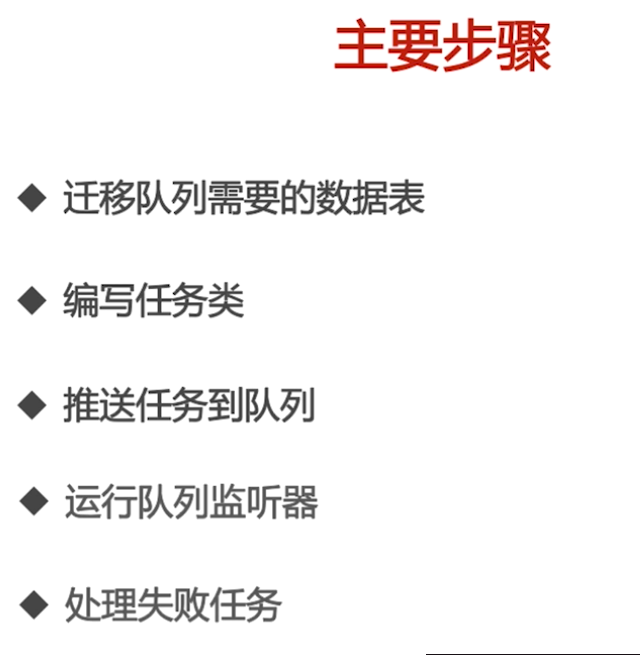 主要步骤
◆ 迁移队列需要的数据表
◆ 编写任务类
◆ 推送任务到队列
◆ 运行队列监听器
◆ 处理失败任务